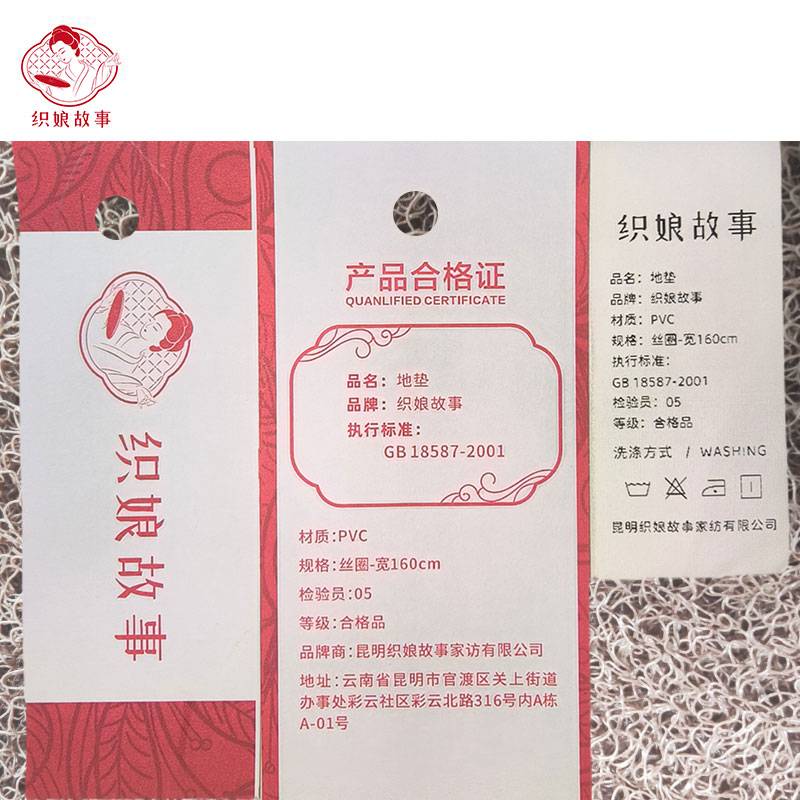 织娘故事
织娘故事
产品合格证
QUANLIFIED CERTIFICATE
品名：地垫
品牌：织娘故事
执行标准：
GB 18587-2001
材质:PVC
规格:丝圈-宽160cm
检验员:05
等级:合格品
品牌商:昆明织娘故事家访有限公司
地址:云南省昆明市官渡区关上街道
办事处彩云社区彩云北路316号内A栋
A-01号
织娘故事
品名：地垫
品牌：织娘故事
材质：PVC
规格：丝圈-宽160cm
执行标准：
GB 18587-2001
检验员：05
等级：合格品
洗涤方式 / WASHING
昆明织娘故事家纺有限公司